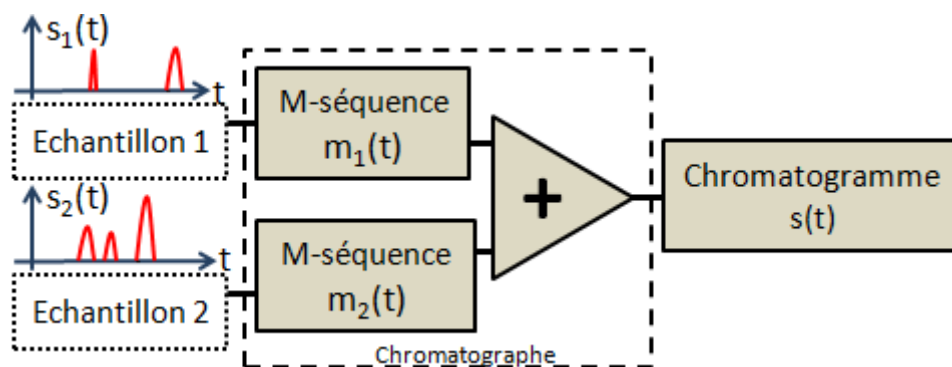 s₁(t)
t
Echantillon 1
M-séquence
m₁(t)
s₂(t)
t
Echantillon 2
M-séquence
m₂(t)
+
Chromatogramme
s(t)
Chromatographe